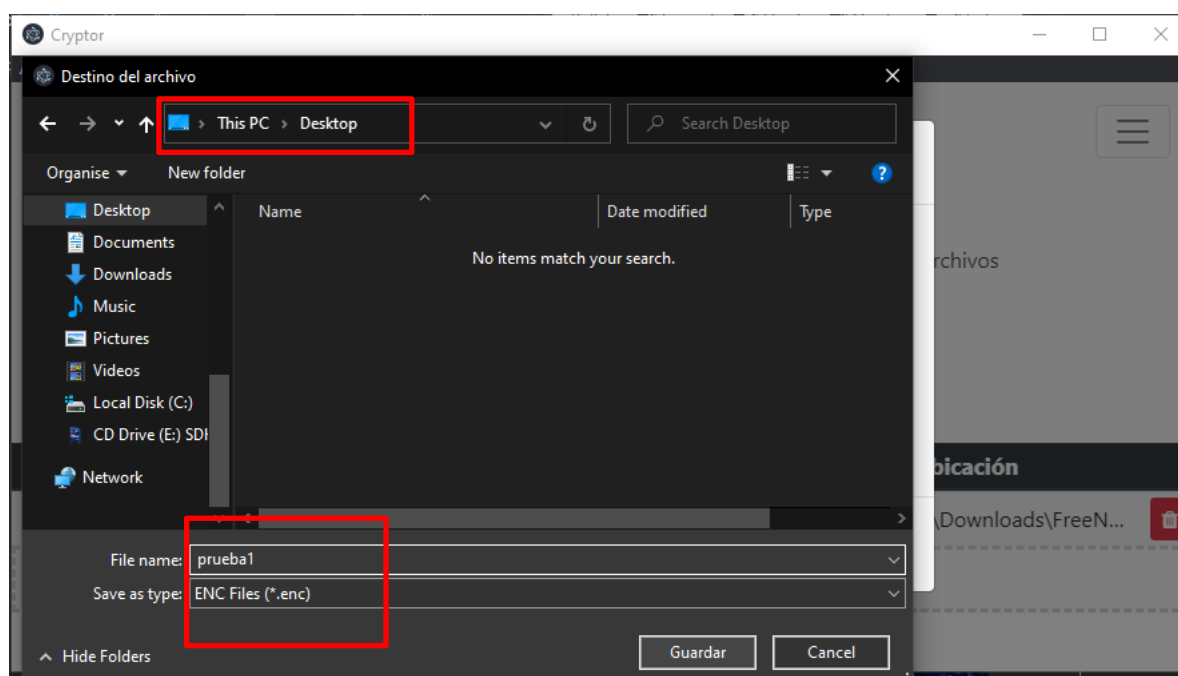 Cryptor
Destino del archivo
This PC > Desktop
Search Desktop
Organise
New folder
Desktop
Documents
Downloads
Music
Pictures
Videos
Local Disk (C:)
CD Drive (E:)
Network
Name
Date modified
Type
No items match your search.
rchivos
bicación
\Downloads\FreeN...
File name: prueba1
Save as type: ENC Files (*.enc)
Hide Folders
Guardar
Cancel